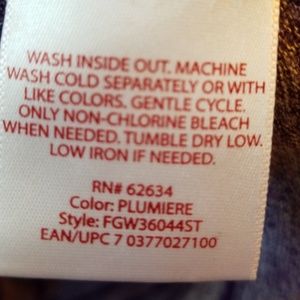 WASH INSIDE OUT. MACHINE
WASH COLD SEPARATELY OR WITH
LIKE COLORS. GENTLE CYCLE.
ONLY NON-CHLORINE BLEACH
WHEN NEEDED. TUMBLE DRY LOW.
LOW IRON IF NEEDED.
RN# 62634
Color: PLUMIERE
Style: FGW36044ST
EAN/UPC 7 0377027100